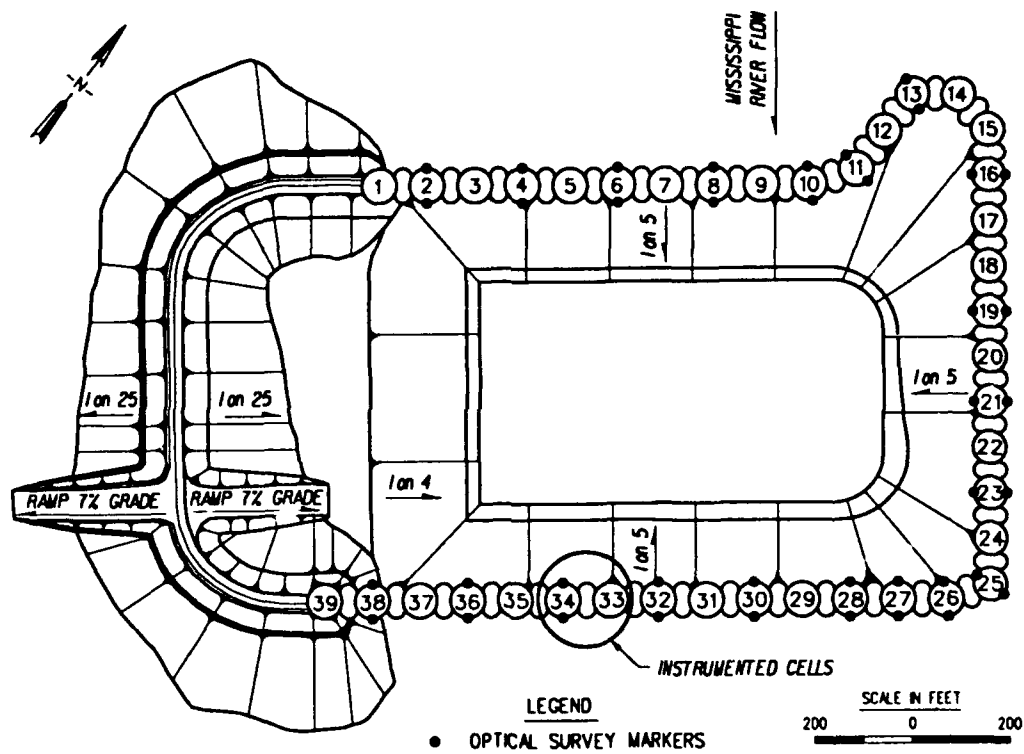 N
MISSISSIPPI
RIVER FLOW
13 14
12 15
11 16
1 2 3 4 5 6 7 8 9 10
17
1 on 5
18
19
20
1 on 5
1 on 25 1 on 25
21
22
1 on 4
RAMP 7% GRADE RAMP 7% GRADE
23
24
1 on 5
25
39 38 37 36 35 34 33 32 31 30 29 28 27 26
INSTRUMENTED CELLS
LEGEND
• OPTICAL SURVEY MARKERS
SCALE IN FEET
200 0 200